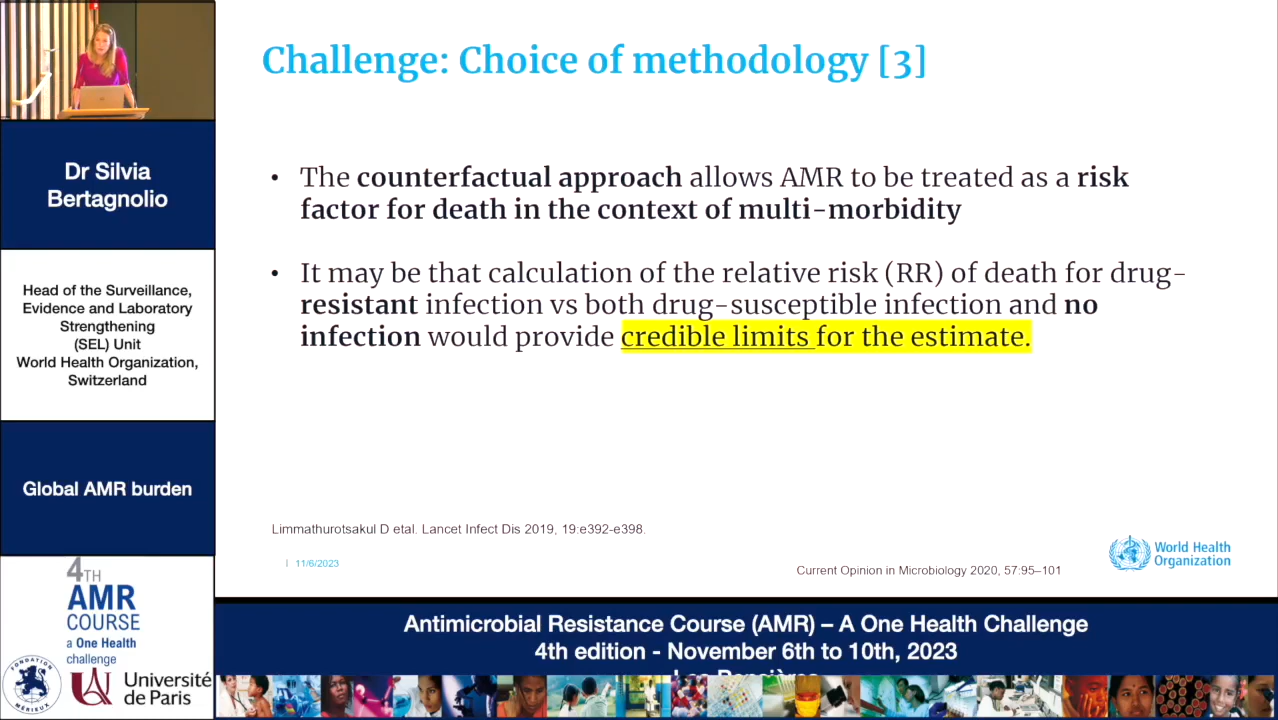 Challenge: Choice of methodology [3]
Dr Silvia
Bertagnolio
• The counterfactual approach allows AMR to be treated as a risk
factor for death in the context of multi-morbidity
• It may be that calculation of the relative risk (RR) of death for drug-
resistant infection vs both drug-susceptible infection and no
infection would provide credible limits for the estimate.
Head of the Surveillance,
Evidence and Laboratory
Strengthening
(SEL) Unit
World Health Organization,
Switzerland
Global AMR burden
Limmathurotsakul D etal. Lancet Infect Dis 2019, 19:e392-e398.
| 11/6/2023
Current Opinion in Microbiology 2020, 57:95–101
World Health
Organization
4TH
AMR
COURSE
a One Health
challenge
FONDATION
MÉRIEUX
Université
de Paris
Antimicrobial Resistance Course (AMR) – A One Health Challenge
4th edition - November 6th to 10th, 2023